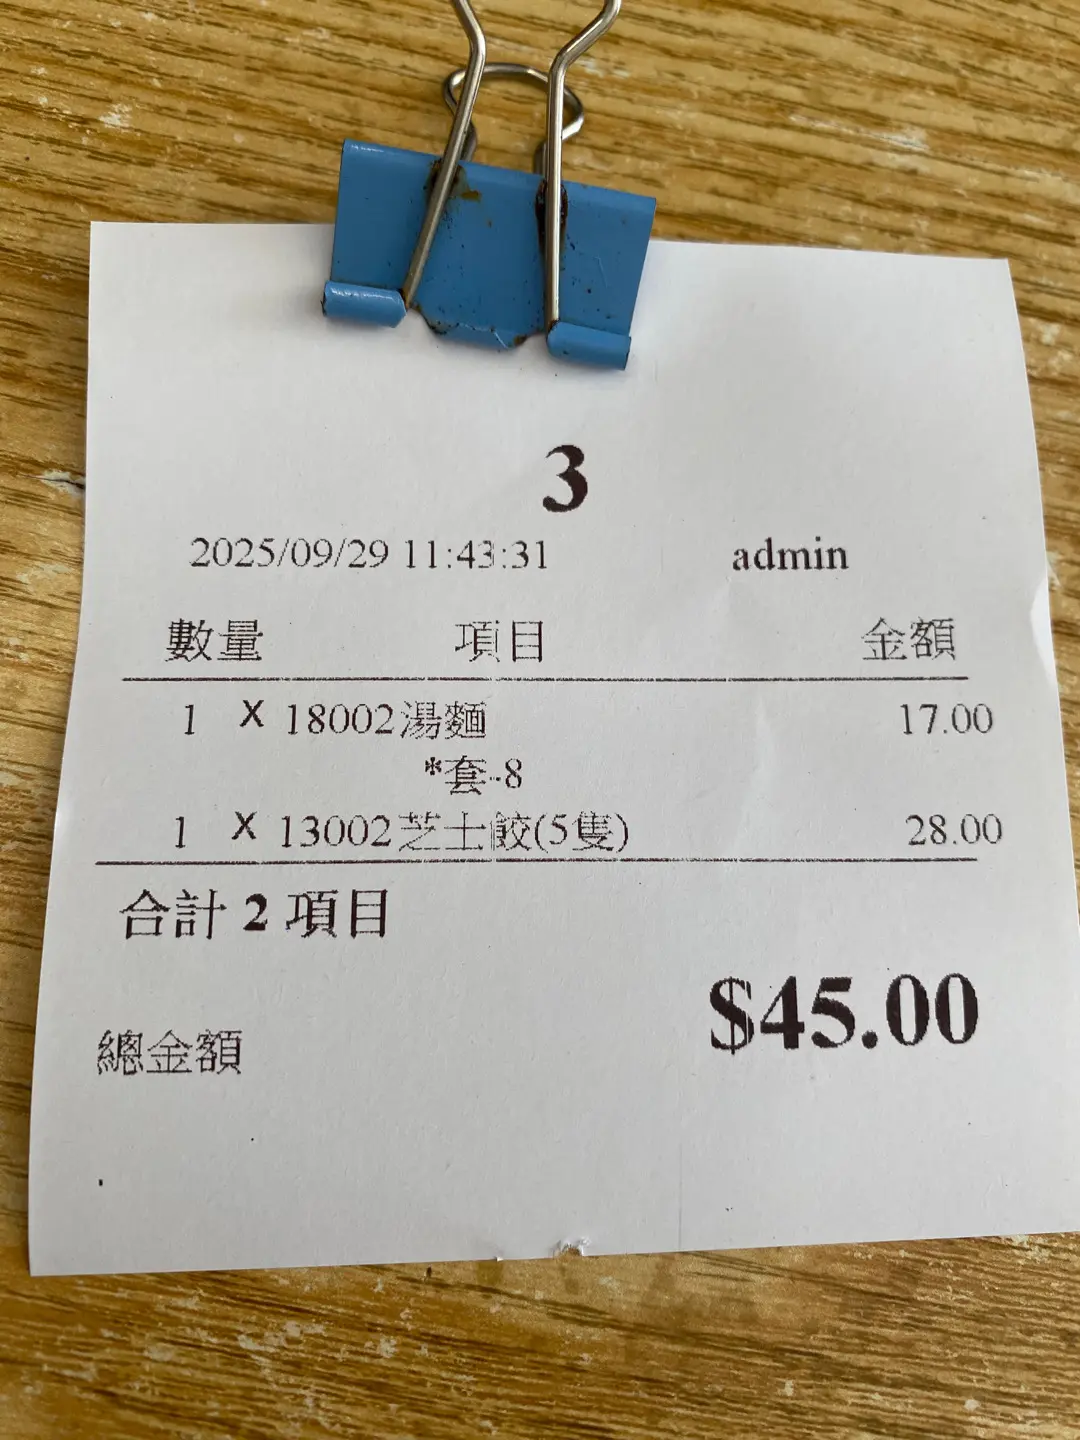 3
2025/09/29 11:43:31 admin
數量 項目 金額
1 X 18002湯麵 17.00
*套-8
1 X 13002芝士餃(5隻) 28.00
合計 2 項目
$45.00
總金額